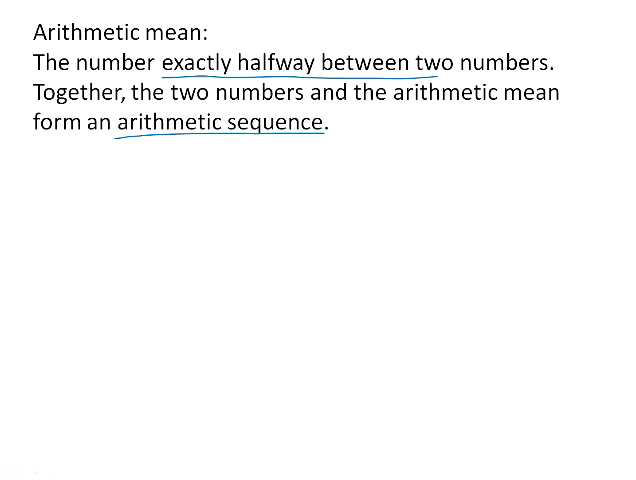 Arithmetic mean:
The number exactly halfway between two numbers.
Together, the two numbers and the arithmetic mean
form an arithmetic sequence.